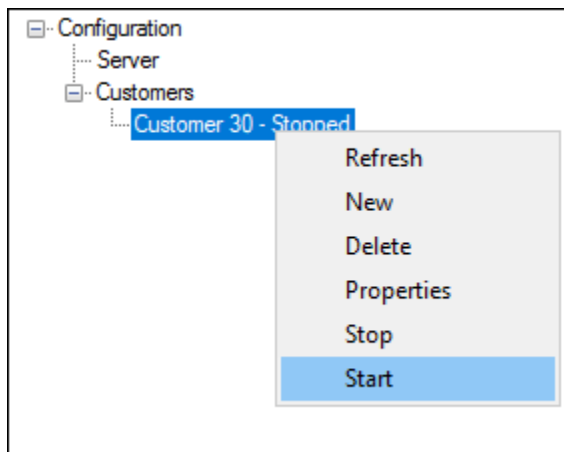 Configuration
Server
Customers
Customer 30 - Stopped
Refresh
New
Delete
Properties
Stop
Start